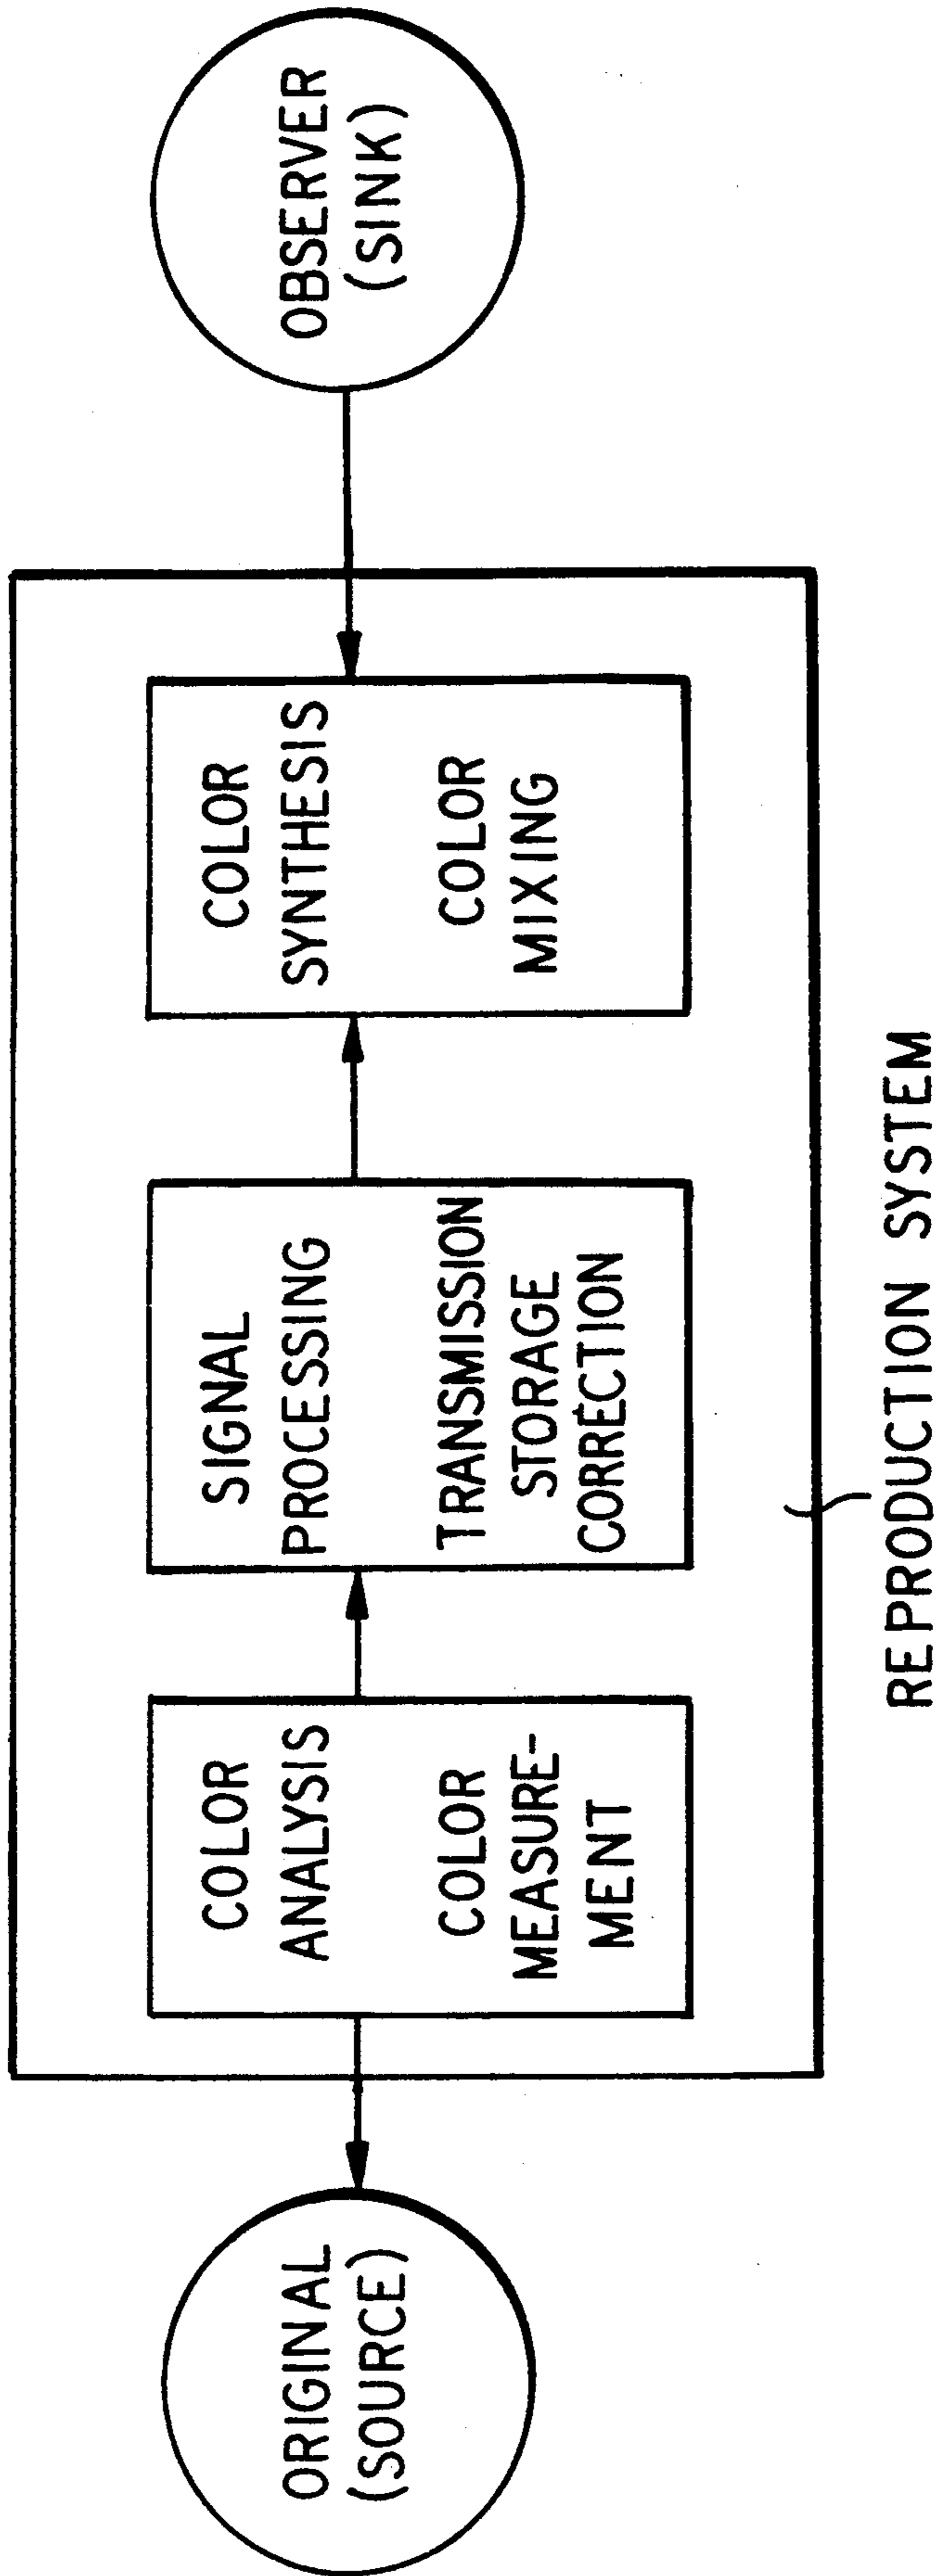 ORIGINAL
(SOURCE)
COLOR
ANALYSIS
COLOR
MEASURE-
MENT
SIGNAL
PROCESSING
TRANSMISSION
STORAGE
CORRECTION
COLOR
SYNTHESIS
COLOR
MIXING
OBSERVER
(SINK)
REPRODUCTION SYSTEM